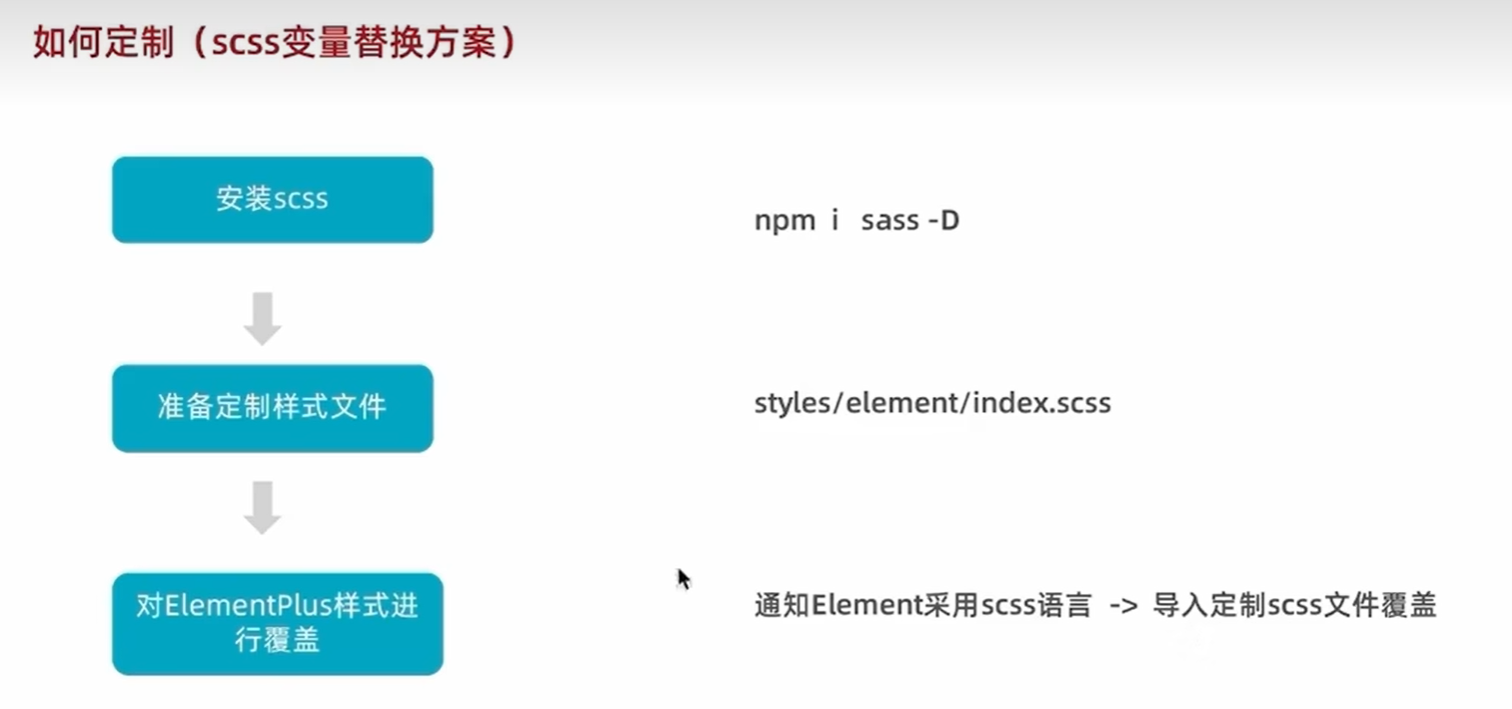 如何定制（scss变量替换方案）
安装scss
npm i sass -D
准备定制样式文件
styles/element/index.scss
对ElementPlus样式进
行覆盖
通知Element采用scss语言 -> 导入定制scss文件覆盖